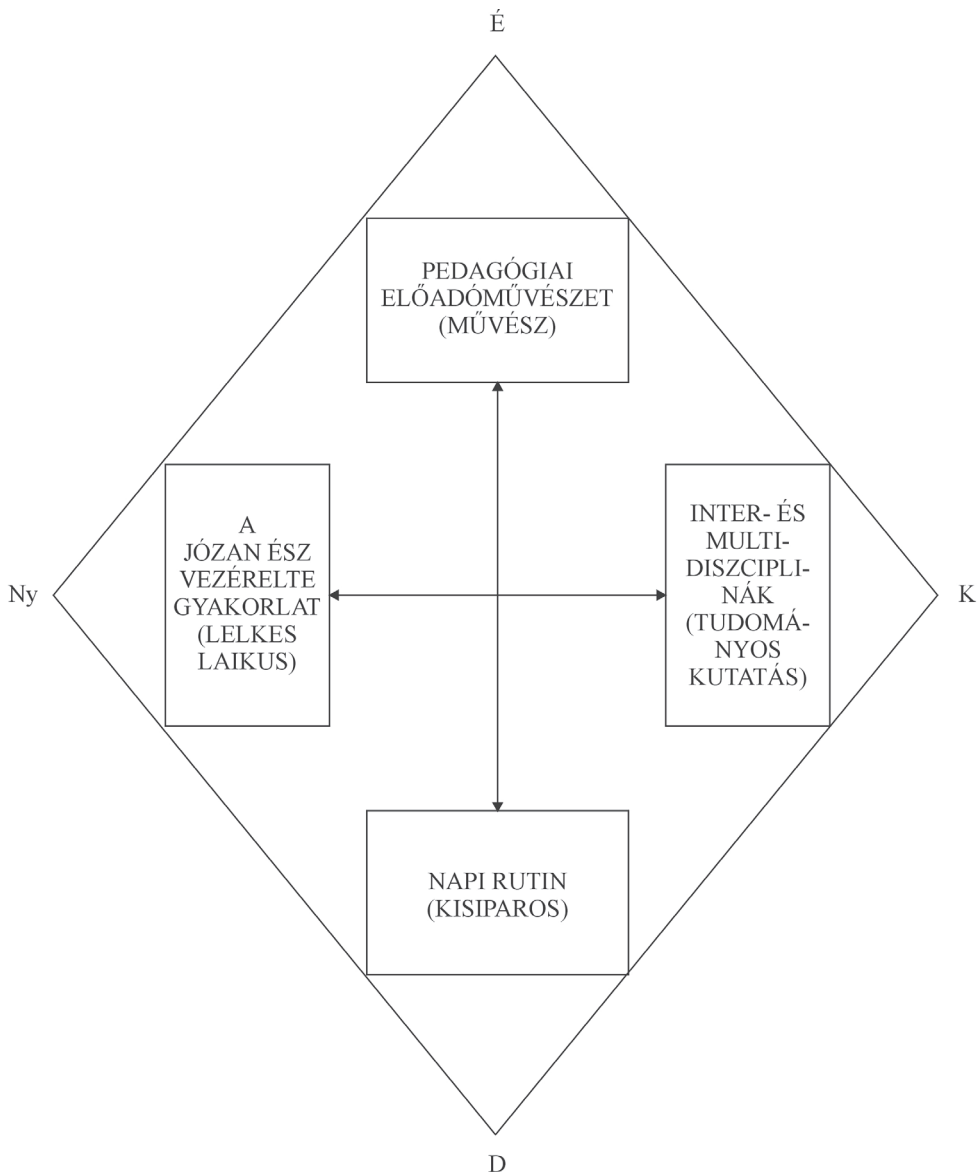 É
PEDAGÓGIAI
ELŐADÓMŰVÉSZET
(MŰVÉSZ)
Ny
A
JÓZAN ÉSZ
VEZÉRELTE
GYAKORLAT
(LELKES
LAIKUS)
INTER- ÉS
MULTI-
DISZCIPLI-
NÁK
(TUDOMÁ-
NYOS
KUTATÁS)
K
NAPI RUTIN
(KISIPAROS)
D